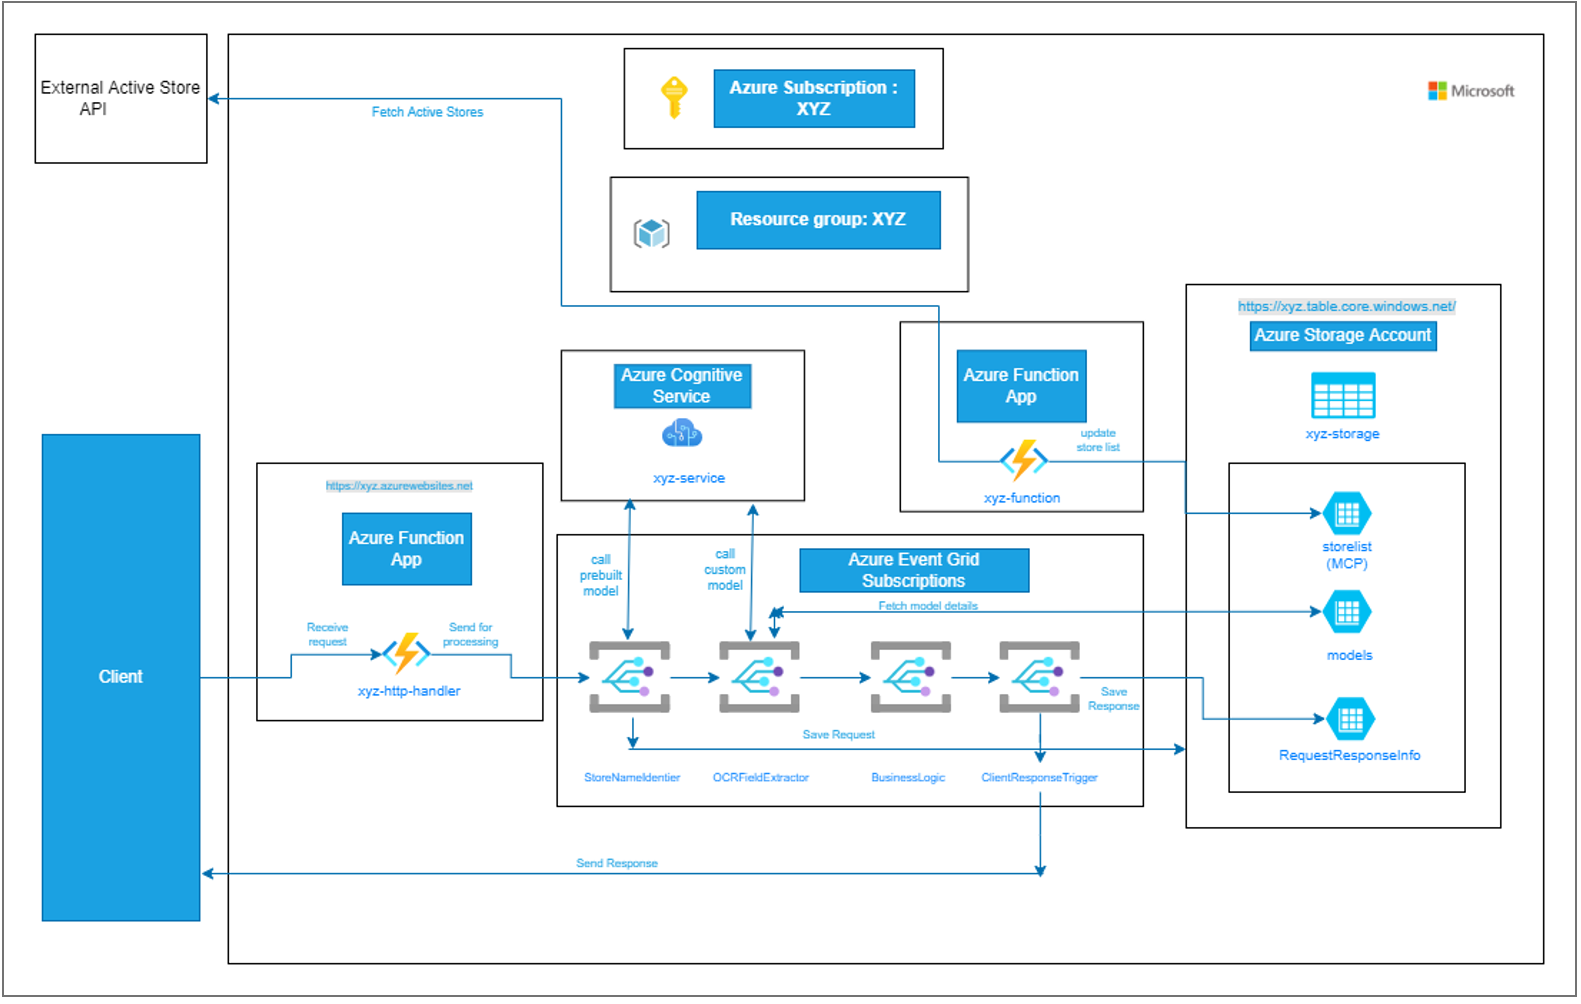 External Active Store
API
Fetch Active Stores
Azure Subscription :
XYZ
Microsoft
Resource group: XYZ
https://xyz.table.core.windows.net/
Azure Storage Account
xyz-storage
Azure Cognitive
Service
xyz-service
Azure Function
App
update
store list
xyz-function
https://xyz.azurewebsites.net
Azure Function
App
Receive
request
Send for
processing
xyz-http-handler
Client
call
prebuilt
model
call
custom
model
Azure Event Grid
Subscriptions
Fetch model details
storelist
(MCP)
models
Save
Response
RequestResponseInfo
Save Request
StoreNameIdentier
OCRFieldExtractor
BusinessLogic
ClientResponseTrigger
Send Response